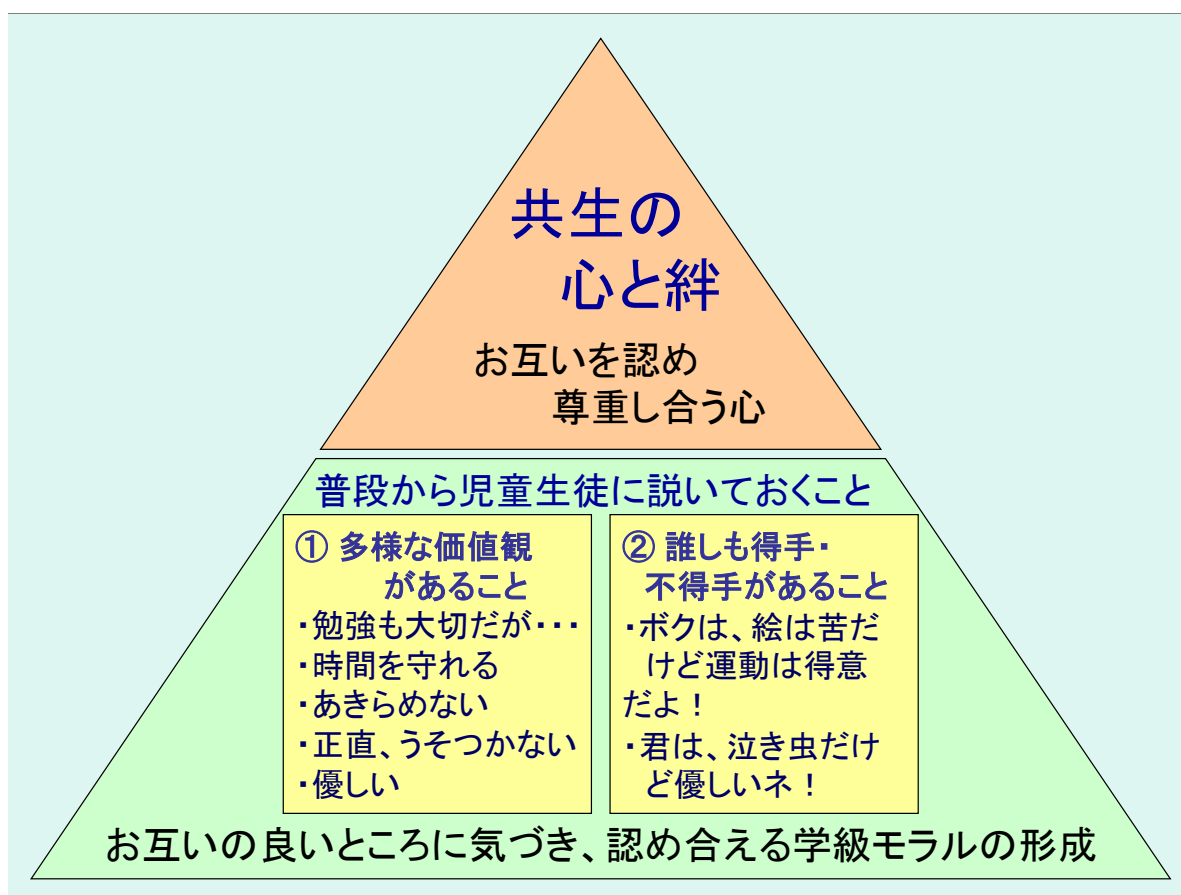 共生の
心と絆
お互いを認め
尊重し合う心
普段から児童生徒に説いておくこと
① 多様な価値観
があること
・勉強も大切だが・・・
・時間を守れる
・あきらめない
・正直、うそつかない
・優しい
② 誰しも得手・
不得手があること
・ボクは、絵は苦だ
けど運動は得意
だよ！
・君は、泣き虫だけ
ど優しいネ！
お互いの良いところに気づき、認め合える学級モラルの形成